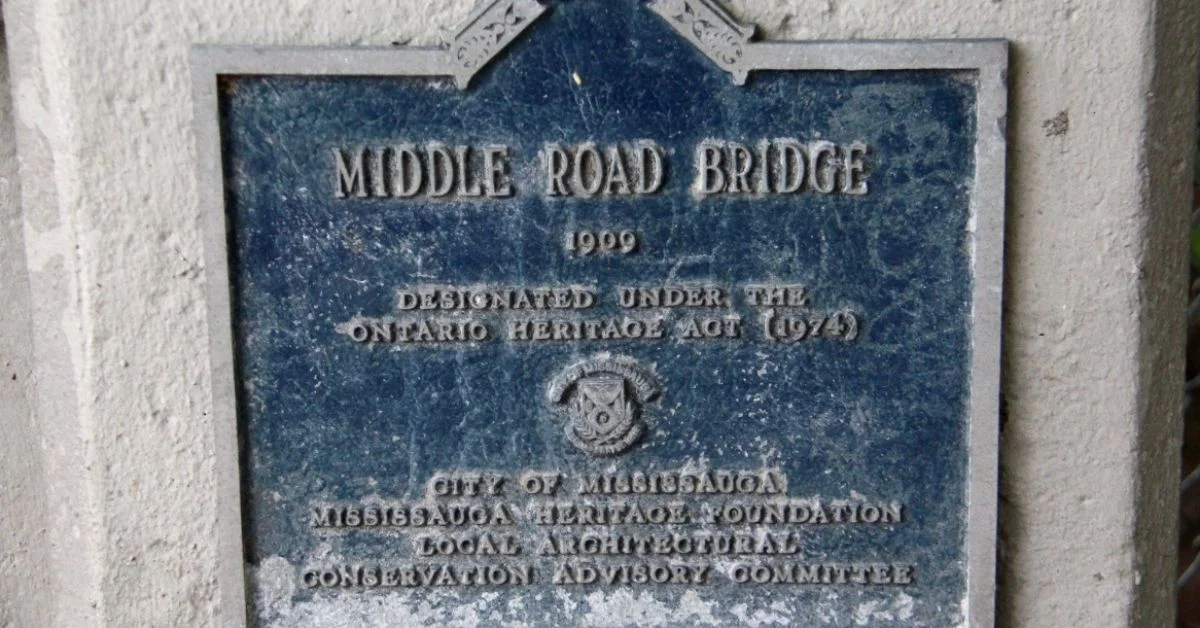 MIDDLE ROAD BRIDGE
1909
DESIGNATED UNDER THE
ONTARIO HERITAGE ACT (1974)
CITY OF MISSISSAUGA
MISSISSAUGA HERITAGE FOUNDATION
LOCAL ARCHITECTURAL
CONSERVATION ADVISORY COMMITTEE